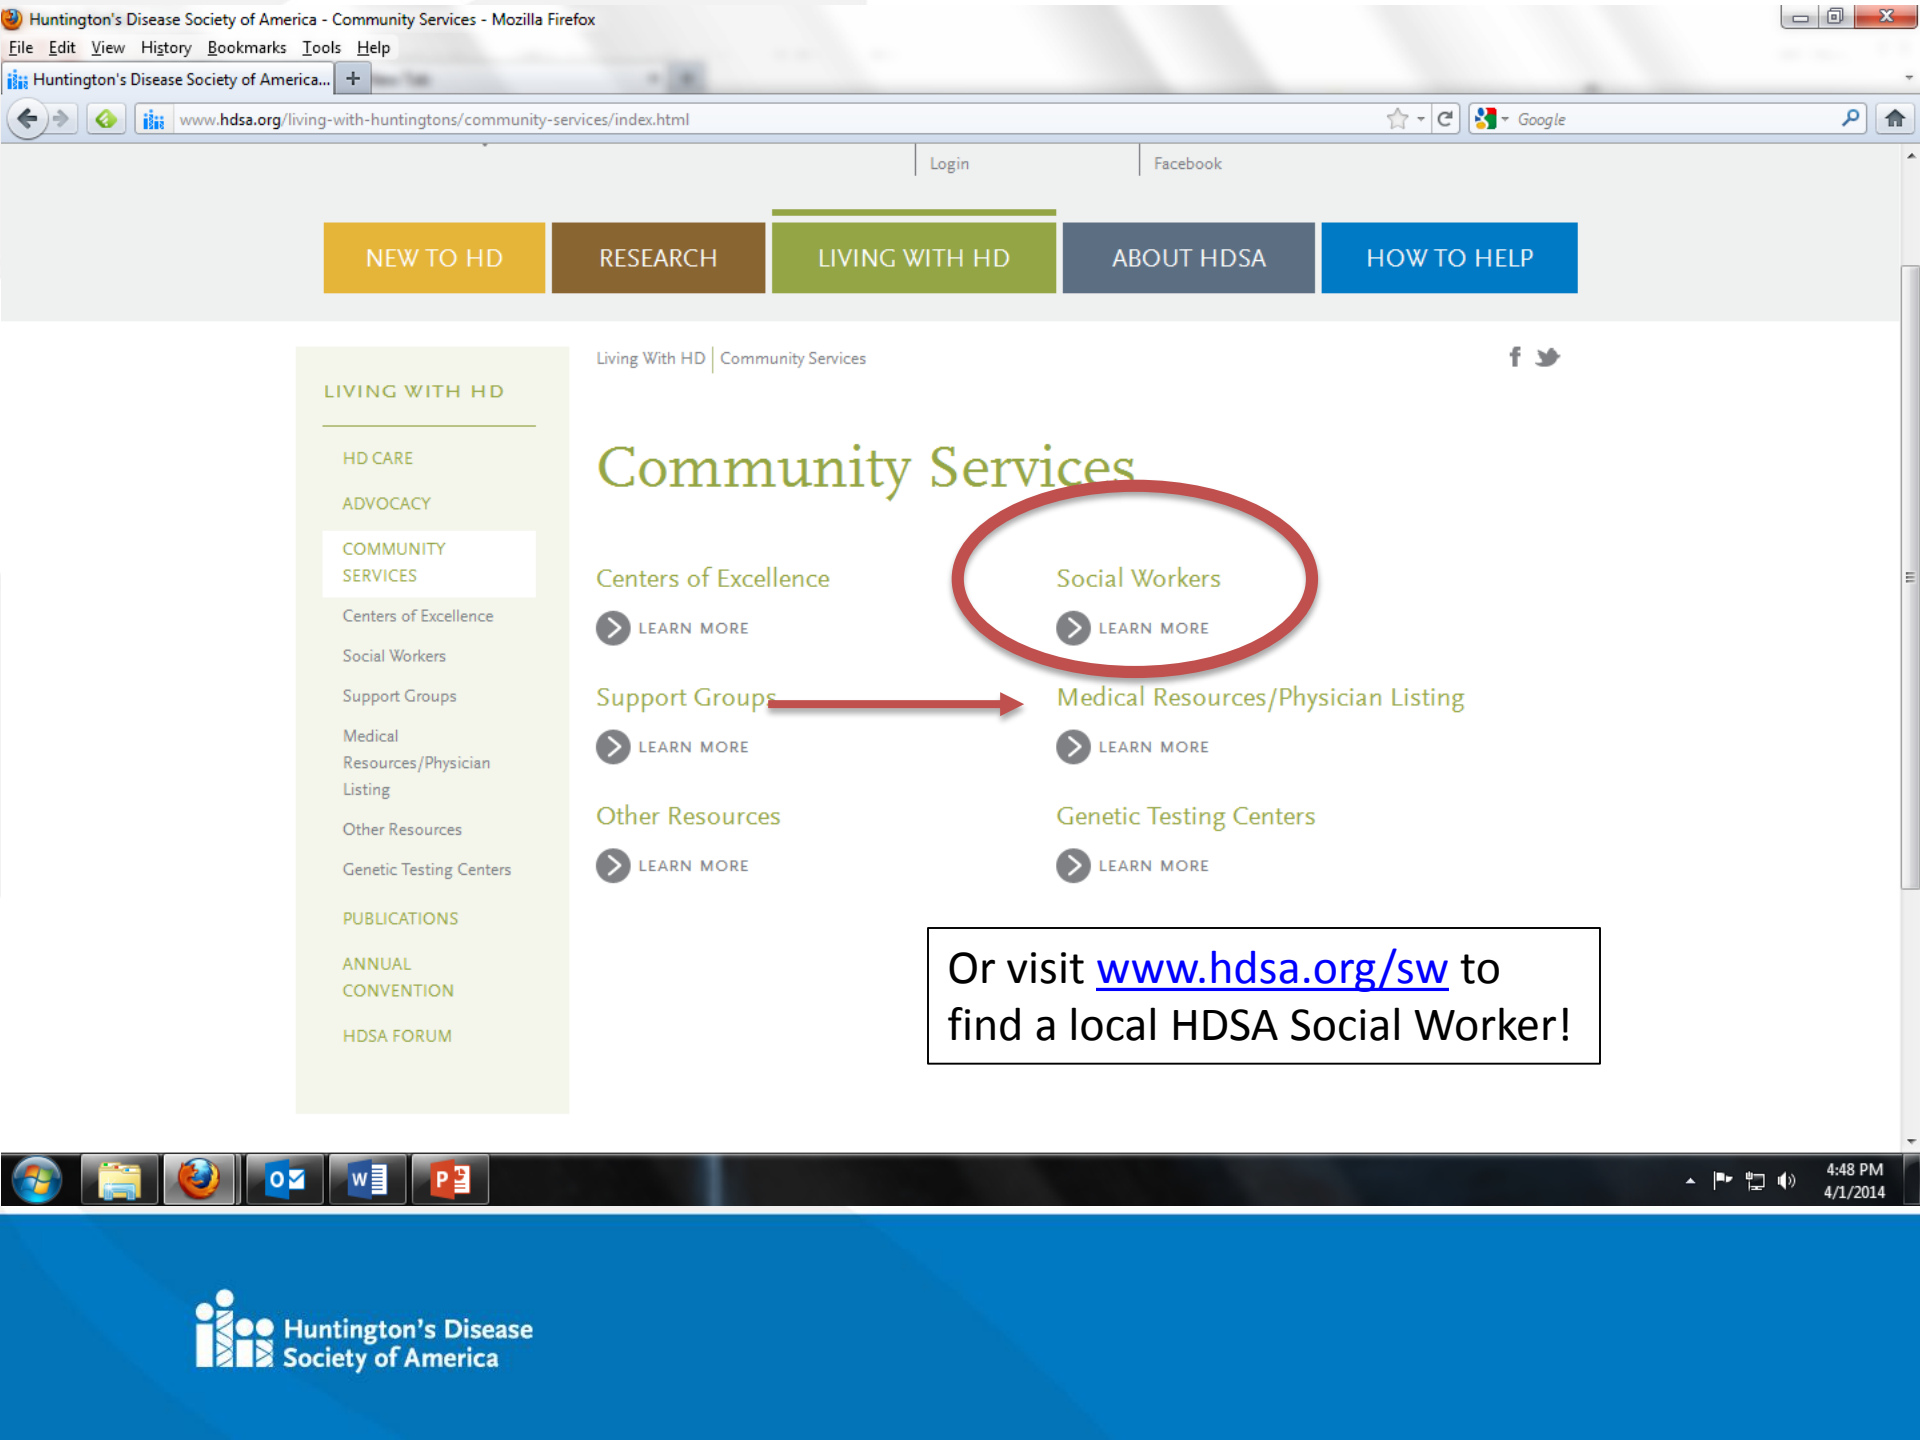 Huntington's Disease Society of America - Community Services - Mozilla Firefox
File Edit View History Bookmarks Tools Help
Huntington's Disease Society of America... +
www.hdsa.org/living-with-huntingtons/community-services/index.html
Google
Login
Facebook
NEW TO HD
RESEARCH
LIVING WITH HD
ABOUT HDSA
HOW TO HELP
Living With HD | Community Services
LIVING WITH HD
HD CARE
ADVOCACY
COMMUNITY
SERVICES
Centers of Excellence
Social Workers
Support Groups
Medical
Resources/Physician
Listing
Other Resources
Genetic Testing Centers
PUBLICATIONS
ANNUAL
CONVENTION
HDSA FORUM
Community Services
Centers of Excellence
LEARN MORE
Social Workers
LEARN MORE
Support Groups
LEARN MORE
Medical Resources/Physician Listing
LEARN MORE
Other Resources
LEARN MORE
Genetic Testing Centers
LEARN MORE
Or visit www.hdsa.org/sw to
find a local HDSA Social Worker!
4:48 PM
4/1/2014
Huntington's Disease
Society of America